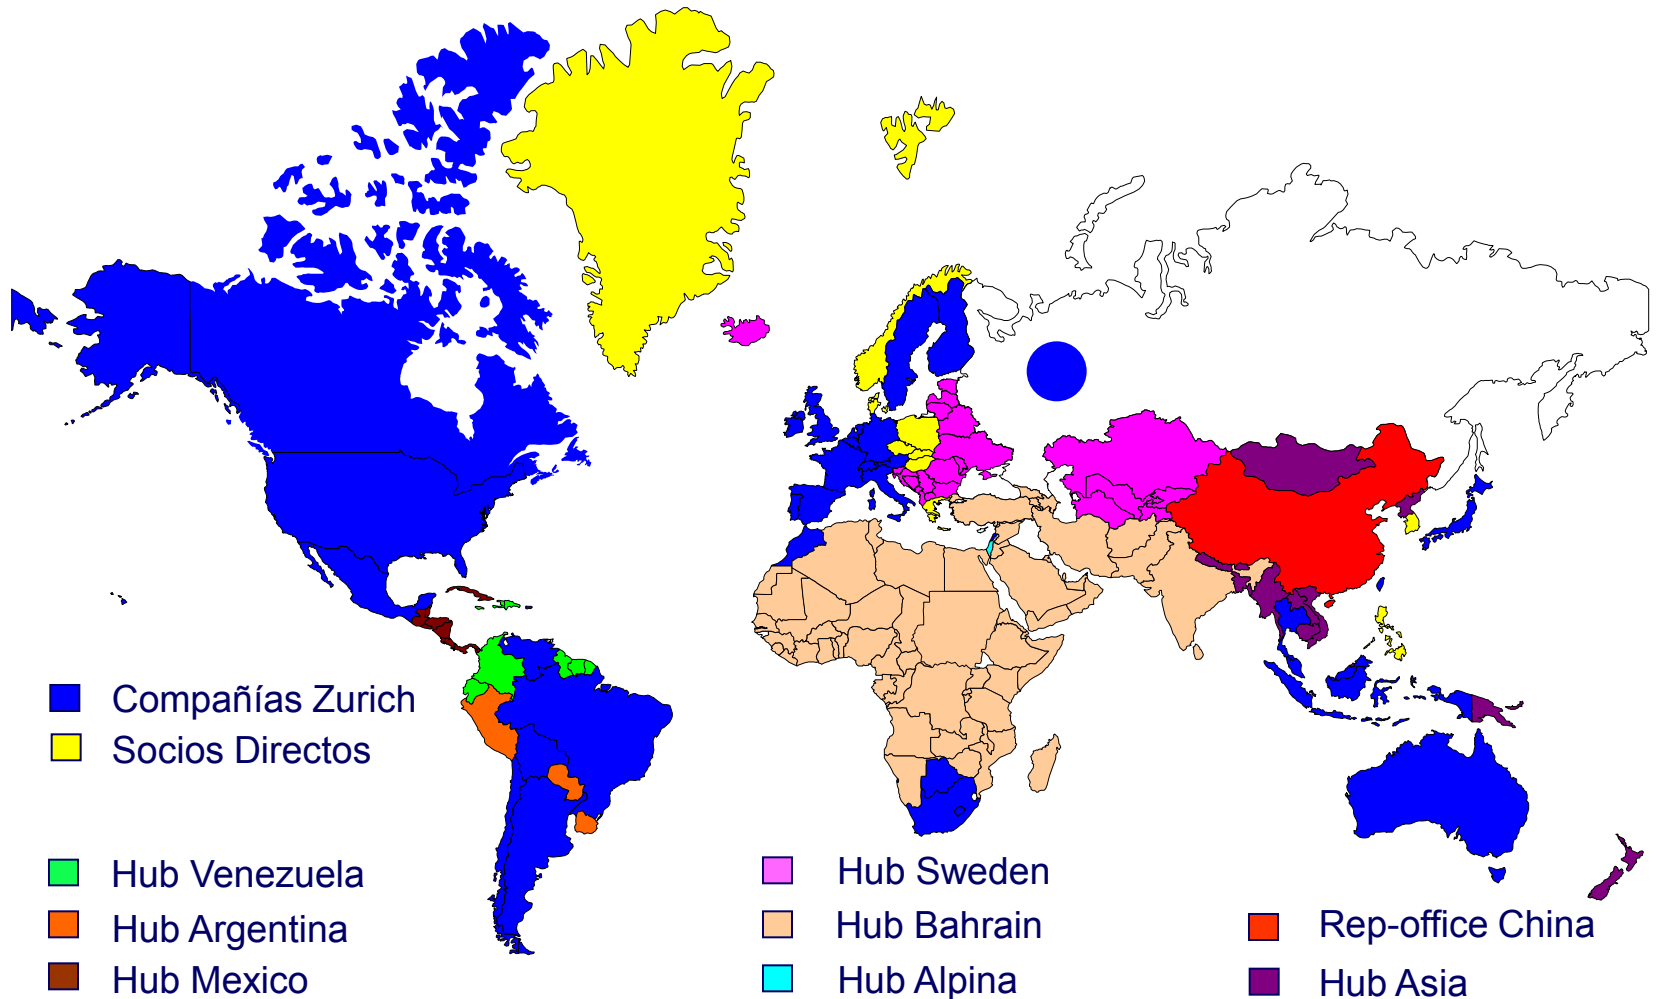 Compañías Zurich
Socios Directos
Hub Venezuela
Hub Argentina
Hub Mexico
Hub Sweden
Hub Bahrain
Hub Alpina
Rep-office China
Hub Asia